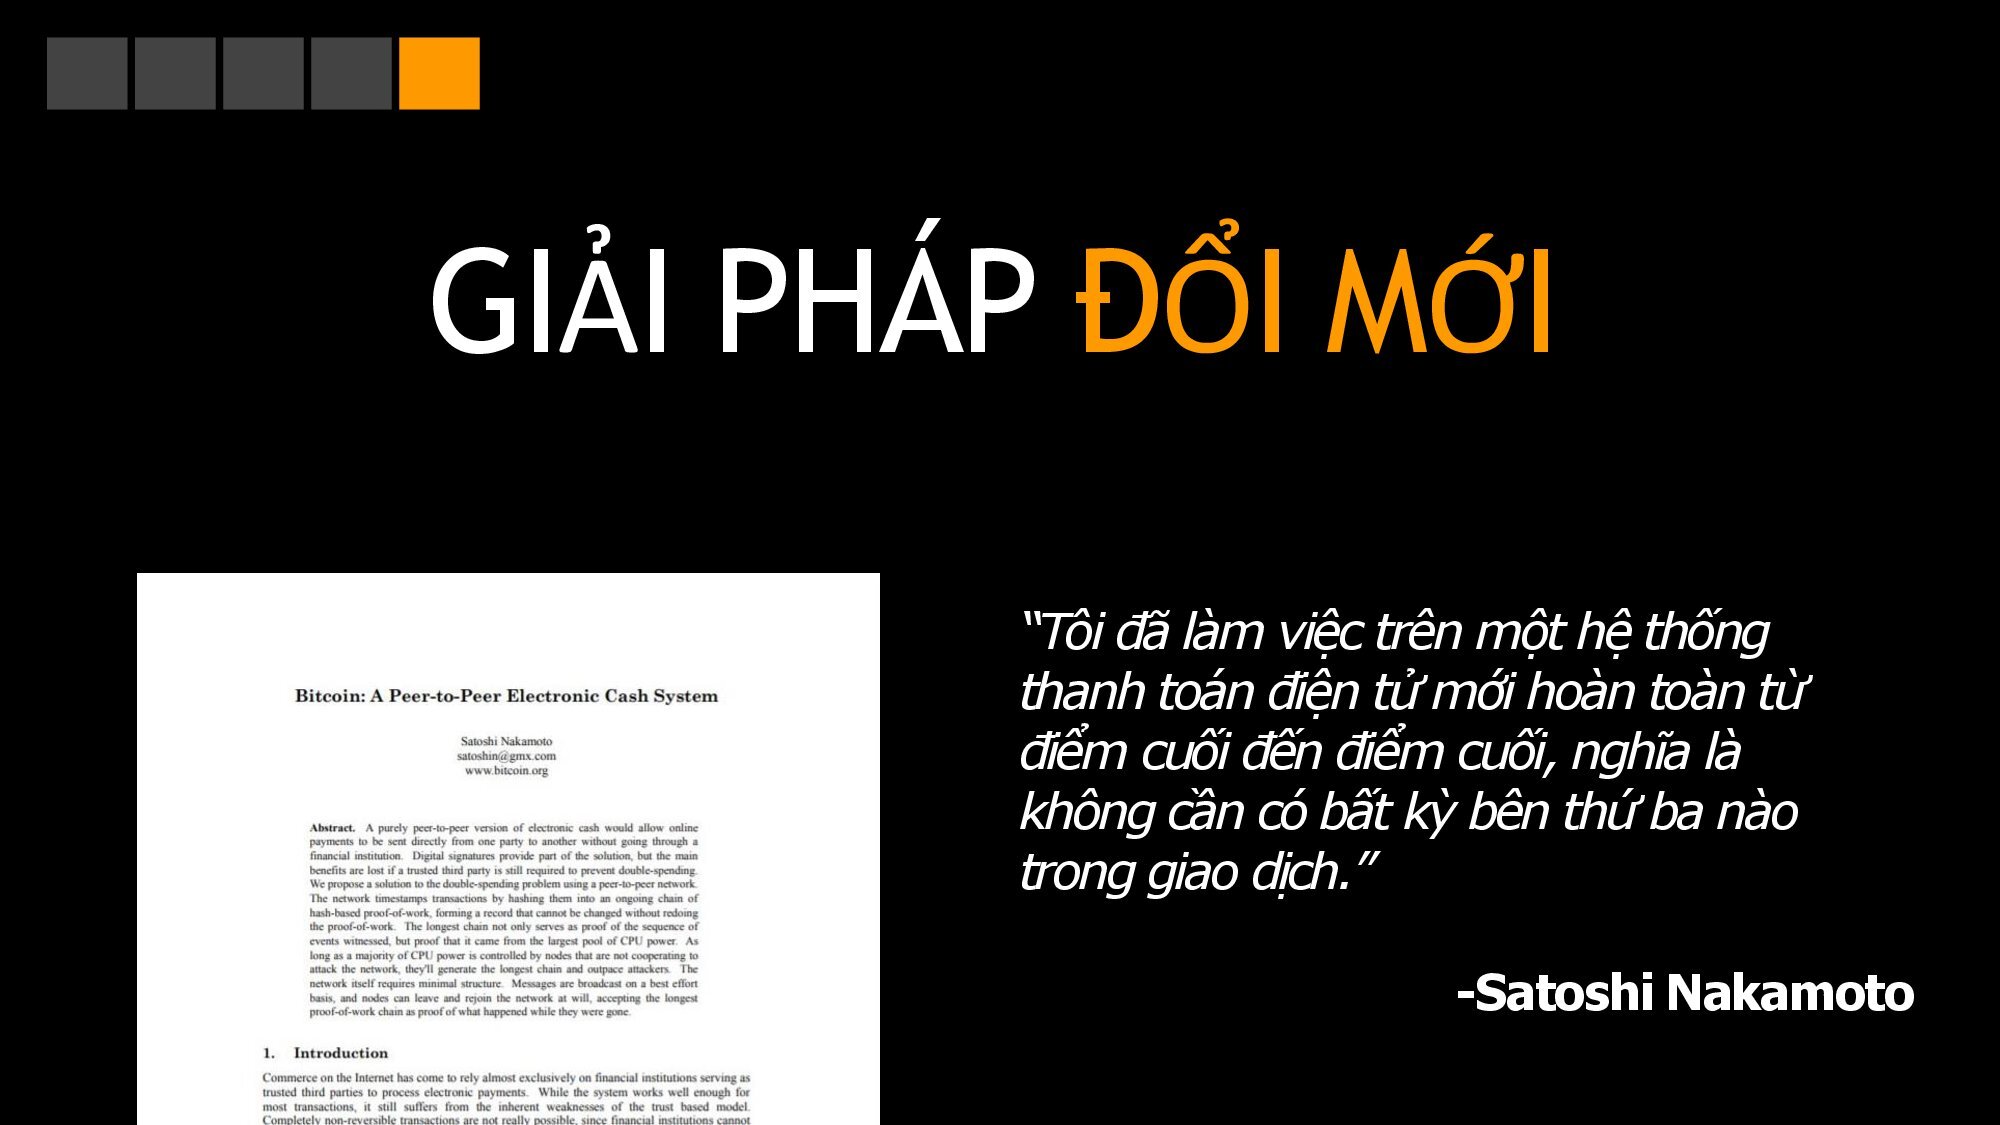 GIẢI PHÁP ĐỔI MỚI
Bitcoin: A Peer-to-Peer Electronic Cash System
Satoshi Nakamoto
satoshin@gmx.com
www.bitcoin.org
Abstract. A purely peer-to-peer version of electronic cash would allow online
payments to be sent directly from one party to another without going through a
financial institution. Digital signatures provide part of the solution, but the main
benefits are lost if a trusted third party is still required to prevent double-spending.
We propose a solution to the double-spending problem using a peer-to-peer network.
The network timestamps transactions by hashing them into an ongoing chain of
hash-based proof-of-work, forming a record that cannot be changed without redoing
the proof-of-work. The longest chain not only serves as proof of the sequence of
events witnessed, but proof that it came from the largest pool of CPU power. As
long as a majority of CPU power is controlled by nodes that are not cooperating to
attack the network, they'll generate the longest chain and outpace attackers. The
network itself requires minimal structure. Messages are broadcast on a best effort
basis, and nodes can leave and rejoin the network at will, accepting the longest
proof-of-work chain as proof of what happened while they were gone.
1. Introduction
Commerce on the Internet has come to rely almost exclusively on financial institutions serving as
trusted third parties to process electronic payments. While the system works well enough for
most transactions, it still suffers from the inherent weaknesses of the trust based model.
Completely non-reversible transactions are not really possible, since financial institutions cannot
“Tôi đã làm việc trên một hệ thống
thanh toán điện tử mới hoàn toàn từ
điểm cuối đến điểm cuối, nghĩa là
không cần có bất kỳ bên thứ ba nào
trong giao dịch.”
-Satoshi Nakamoto